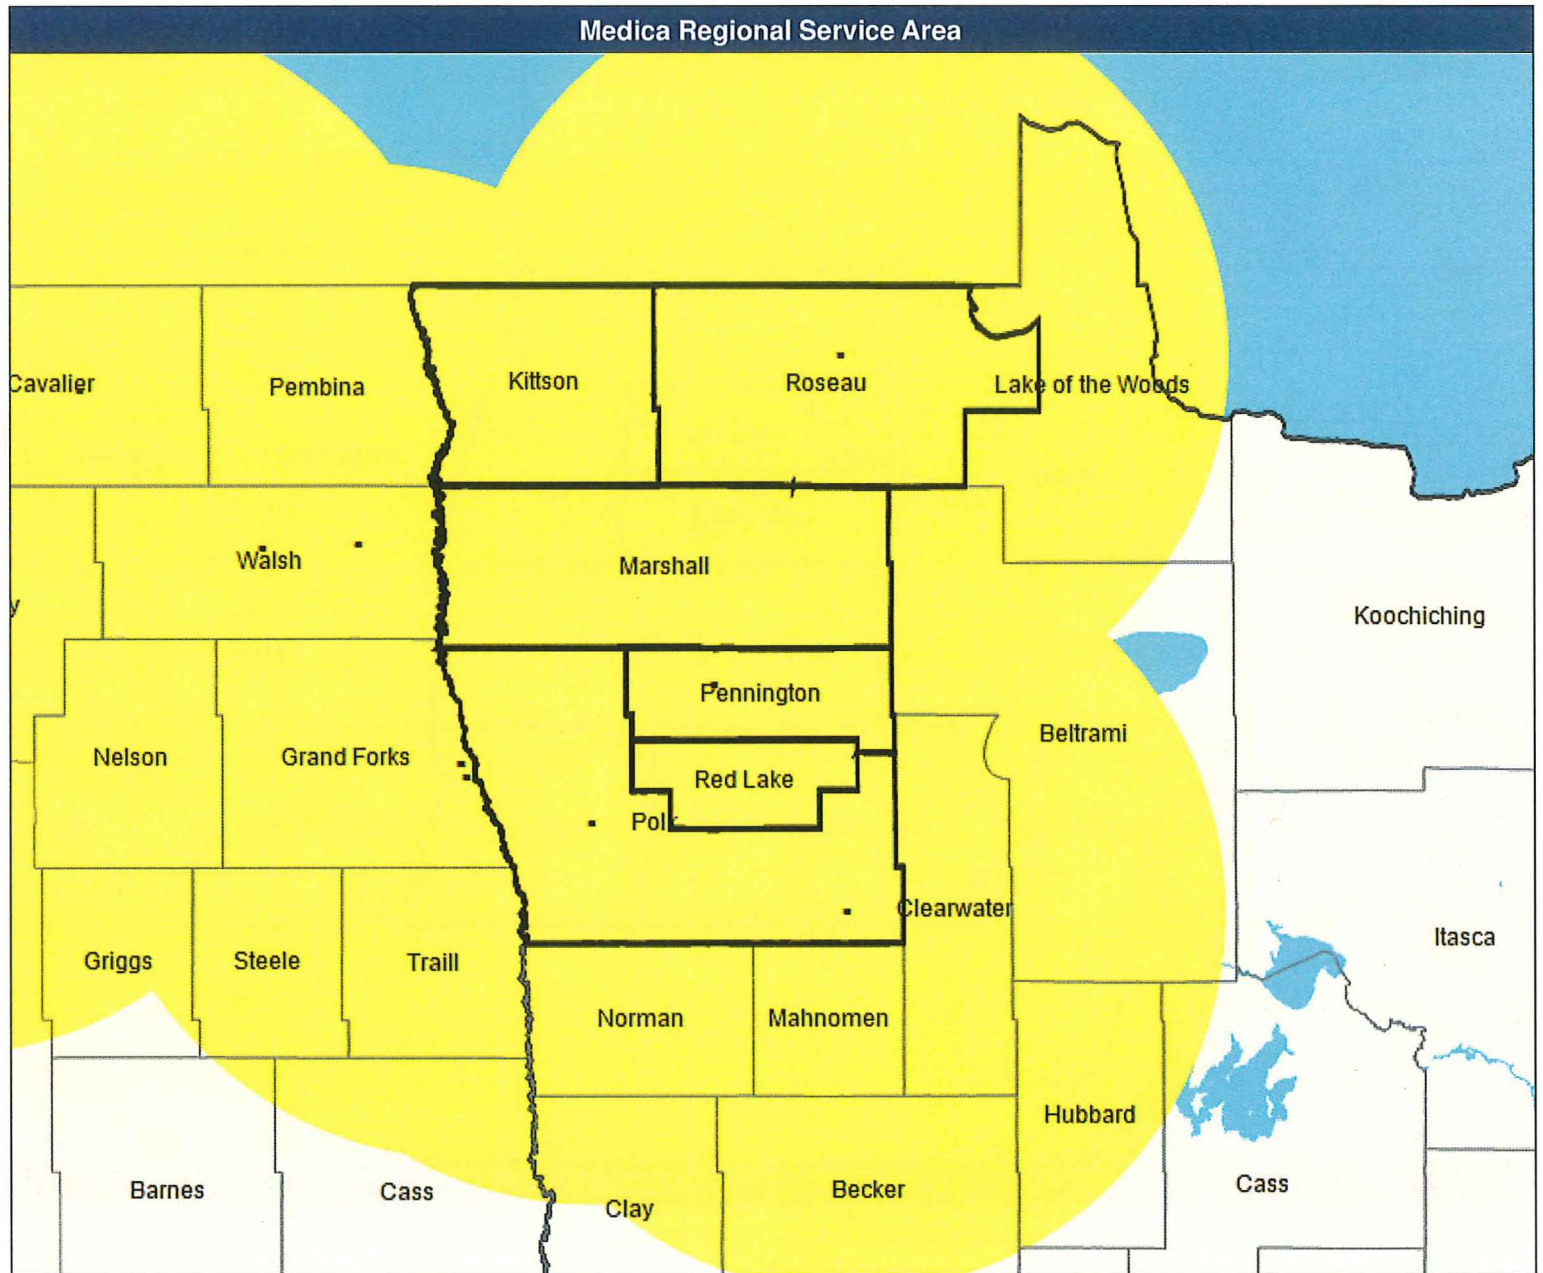 Medica Regional Service Area
Cavalier
Pembina
Kittson
Roseau
Lake of the Woods
Walsh
Marshall
y
Koochiching
Pennington
Nelson
Grand Forks
Red Lake
Beltrami
Polk
Clearwater
Griggs
Steele
Traill
Itasca
Norman
Mahnomen
Hubbard
Barnes
Cass
Clay
Becker
Cass